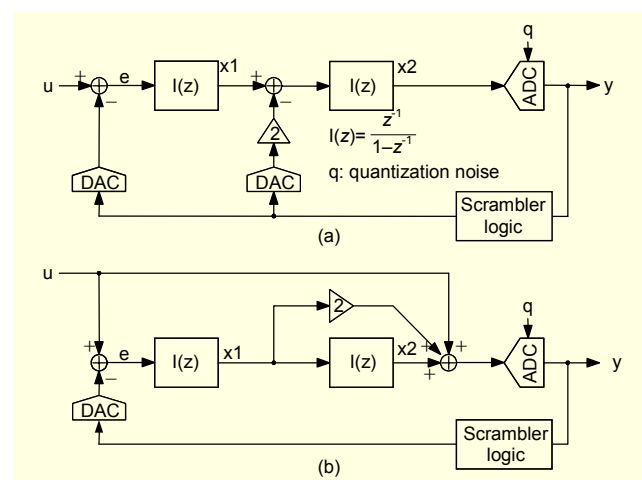 q
u + e I(z) x1 + I(z) x2 ADC y
− −
2 I(z)= z⁻¹ / 1−z⁻¹
DAC DAC q: quantization noise
Scrambler
logic
(a)
u
2 q
+ e I(z) x1 I(z) x2 + + + ADC y
−
DAC
Scrambler
logic
(b)